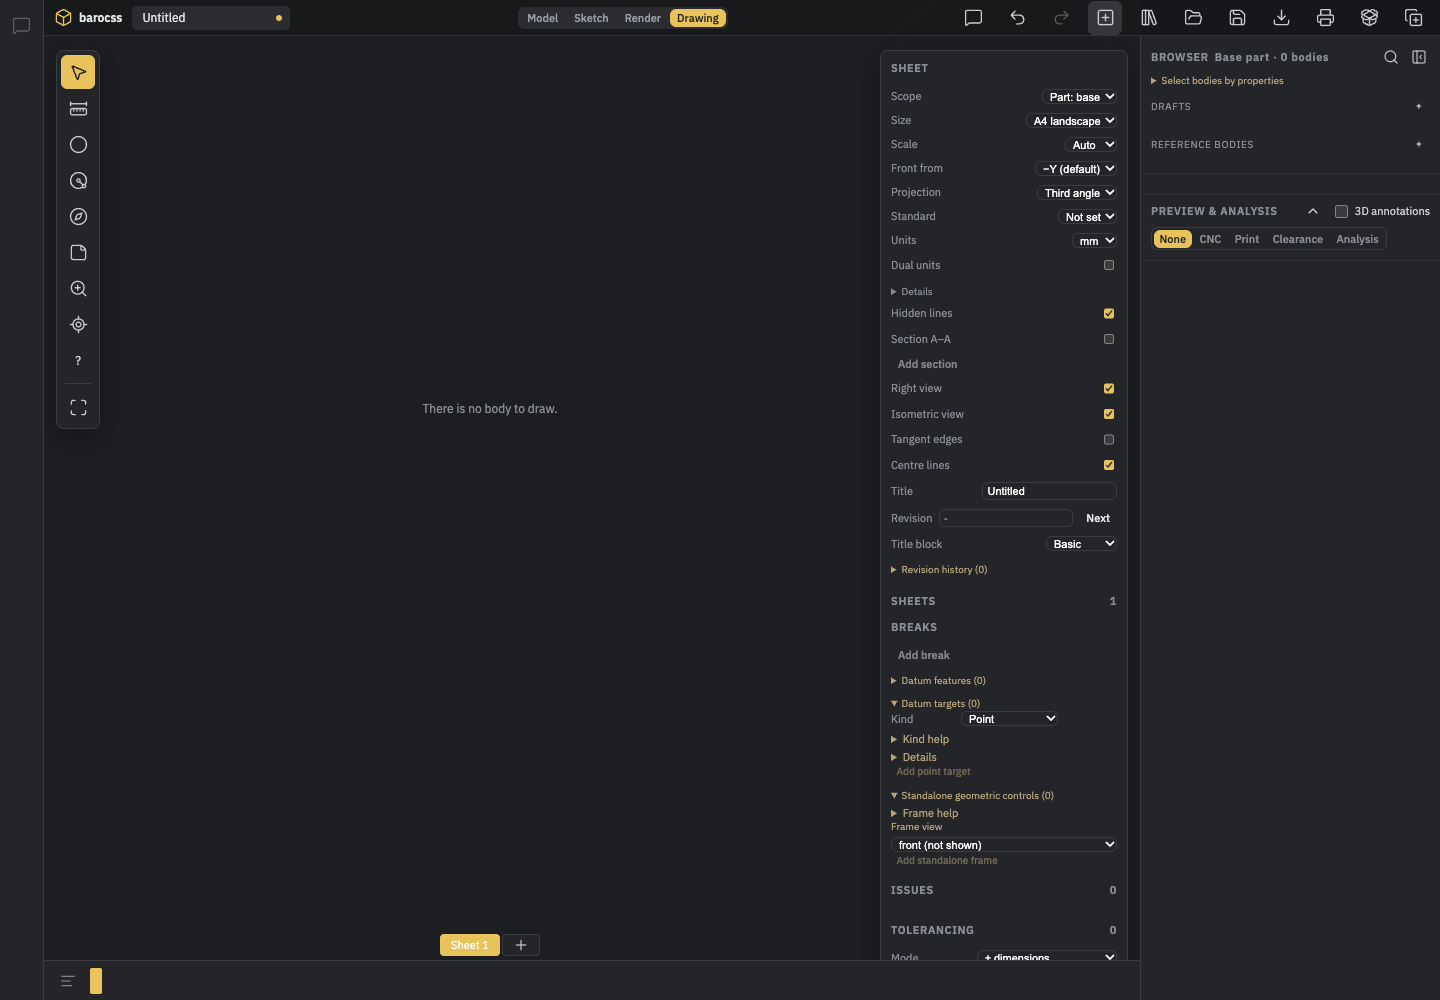 barocss
Untitled
Model
Sketch
Render
Drawing
?
There is no body to draw.
Sheet 1
SHEET
Scope
Part: base
Size
A4 landscape
Scale
Auto
Front from
−Y (default)
Projection
Third angle
Standard
Not set
Units
mm
Dual units
Details
Hidden lines
Section A–A
Add section
Right view
Isometric view
Tangent edges
Centre lines
Title
Untitled
Revision
-
Next
Title block
Basic
Revision history (0)
SHEETS
1
BREAKS
Add break
Datum features (0)
Datum targets (0)
Kind
Point
Kind help
Details
Add point target
Standalone geometric controls (0)
Frame help
Frame view
front (not shown)
Add standalone frame
ISSUES
0
TOLERANCING
0
Mode
± dimensions
BROWSER Base part · 0 bodies
Select bodies by properties
DRAFTS
+
REFERENCE BODIES
+
PREVIEW & ANALYSIS
3D annotations
None
CNC
Print
Clearance
Analysis